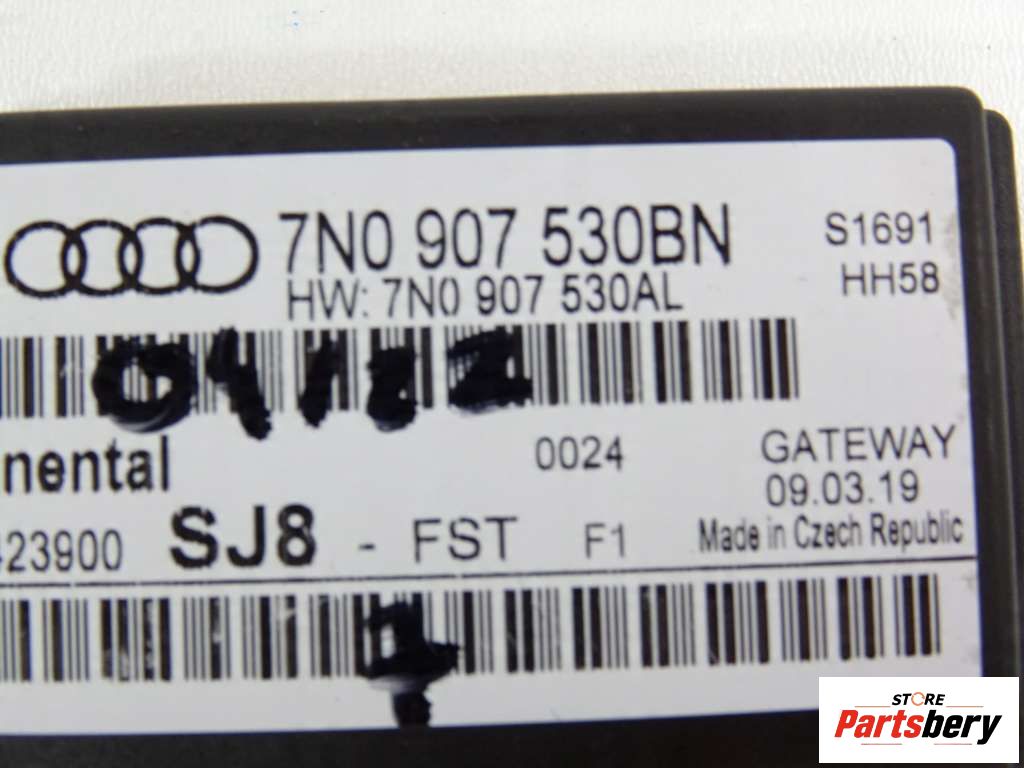 7N0 907 530BN S1691
HW: 7N0 907 530AL HH58
nental 0024 GATEWAY
09.03.19
423900 SJ8 - FST F1 Made in Czech Republic
STORE
Partsbery